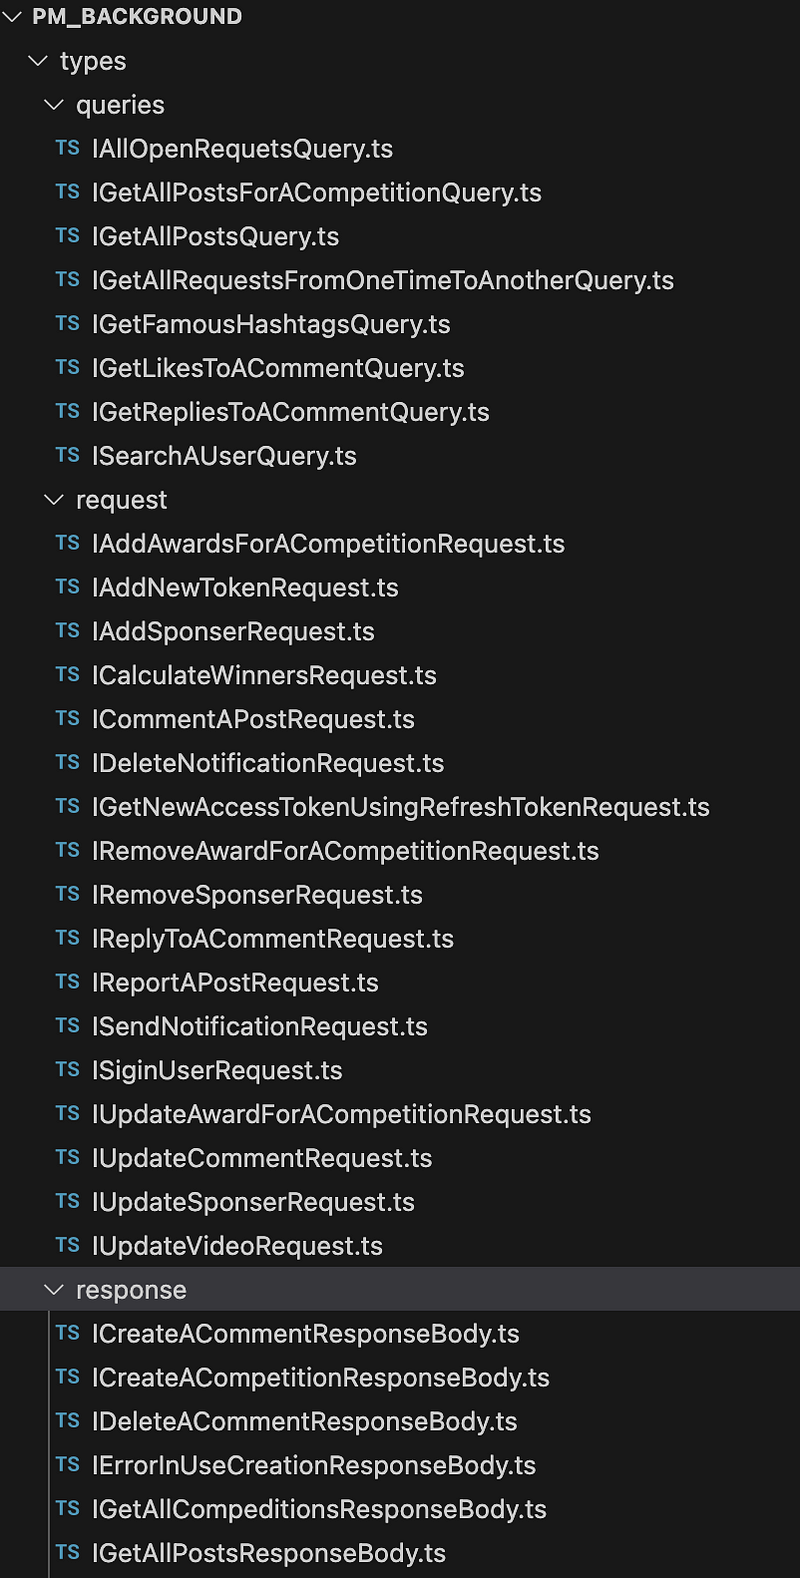 PM_BACKGROUND
types
queries
TS IAllOpenRequetsQuery.ts
TS IGetAllPostsForACompetitionQuery.ts
TS IGetAllPostsQuery.ts
TS IGetAllRequestsFromOneTimeToAnotherQuery.ts
TS IGetFamousHashtagsQuery.ts
TS IGetLikesToACommentQuery.ts
TS IGetRepliesToACommentQuery.ts
TS ISearchAUserQuery.ts
request
TS IAddAwardsForACompetitionRequest.ts
TS IAddNewTokenRequest.ts
TS IAddSponserRequest.ts
TS ICalculateWinnersRequest.ts
TS ICommentAPostRequest.ts
TS IDeleteNotificationRequest.ts
TS IGetNewAccessTokenUsingRefreshTokenRequest.ts
TS IRemoveAwardForACompetitionRequest.ts
TS IRemoveSponserRequest.ts
TS IReplyToACommentRequest.ts
TS IReportAPostRequest.ts
TS ISendNotificationRequest.ts
TS ISiginUserRequest.ts
TS IUpdateAwardForACompetitionRequest.ts
TS IUpdateCommentRequest.ts
TS IUpdateSponserRequest.ts
TS IUpdateVideoRequest.ts
response
TS ICreateACommentResponseBody.ts
TS ICreateACompetitionResponseBody.ts
TS IDeleteACommentResponseBody.ts
TS IErrorInUseCreationResponseBody.ts
TS IGetAllCompeditionsResponseBody.ts
TS IGetAllPostsResponseBody.ts